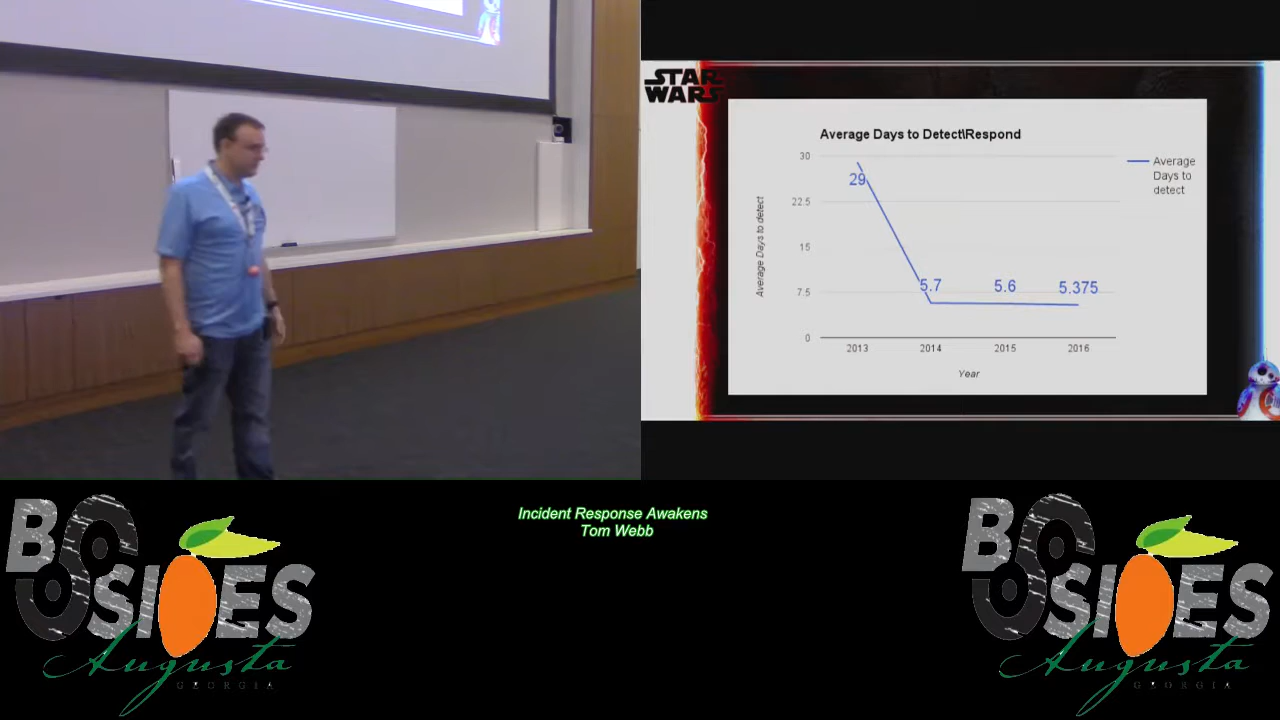 STAR
WARS
Average Days to Detect\Respond
30
22.5
15
7.5
0
Average Days to detect
29
5.7
5.6
5.375
2013
2014
2015
2016
Year
Average
Days to
detect
Incident Response Awakens
Tom Webb
BSIDES
Augusta
GEORGIA
BSIDES
Augusta
GEORGIA